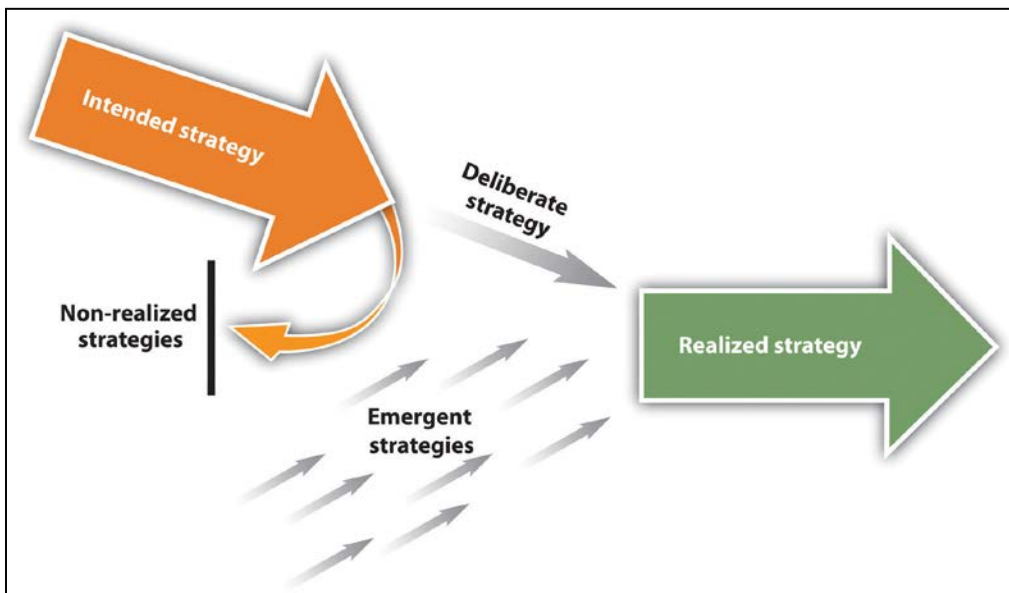 Intended strategy
Deliberate
strategy
Non-realized
strategies
Realized strategy
Emergent
strategies